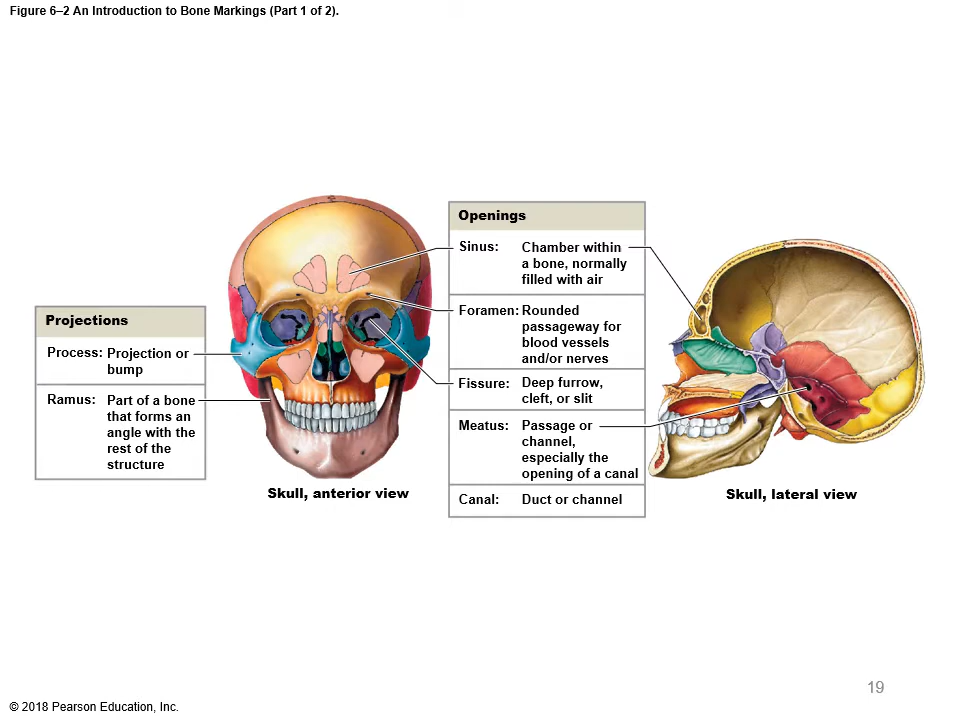 Figure 6–2 An Introduction to Bone Markings (Part 1 of 2).
Projections
Process: Projection or
bump
Ramus: Part of a bone
that forms an
angle with the
rest of the
structure
Skull, anterior view
Openings
Sinus: Chamber within
a bone, normally
filled with air
Foramen: Rounded
passageway for
blood vessels
and/or nerves
Fissure: Deep furrow,
cleft, or slit
Meatus: Passage or
channel,
especially the
opening of a canal
Canal: Duct or channel
Skull, lateral view
19
© 2018 Pearson Education, Inc.